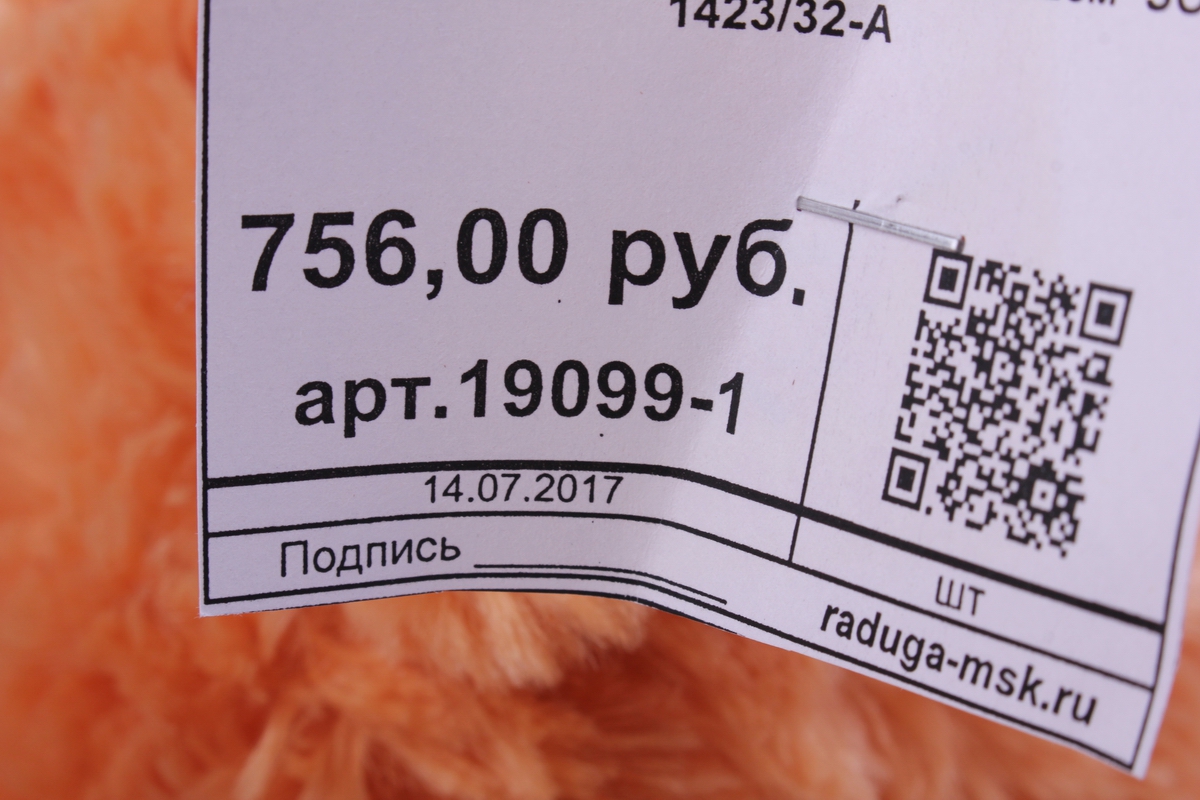 1423/32-А
756,00 руб.
арт.19099-1
14.07.2017
шт
Подпись
raduga-msk.ru